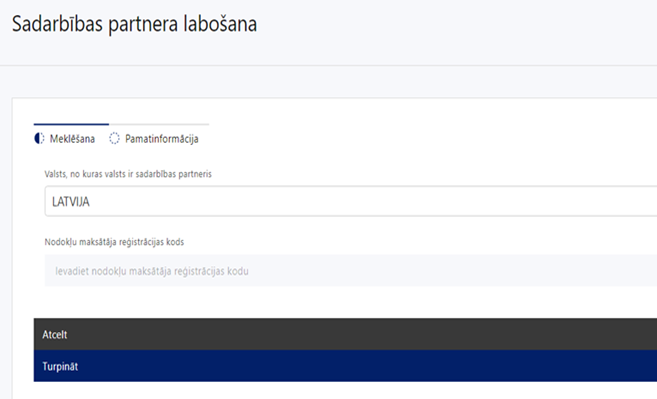 Sadarbības partnera labošana
Meklēšana Pamatinformācija
Valsts, no kuras valsts ir sadarbības partneris
LATVIJA
Nodokļu maksātāja reģistrācijas kods
Ievadiet nodokļu maksātāja reģistrācijas kodu
Atcelt
Turpināt